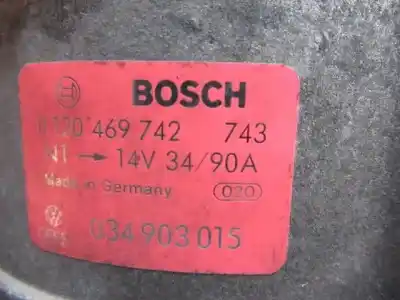 BOSCH
0 120 469 742 743
N1 → 14V 34/90A
Made in Germany 020
034 903 015